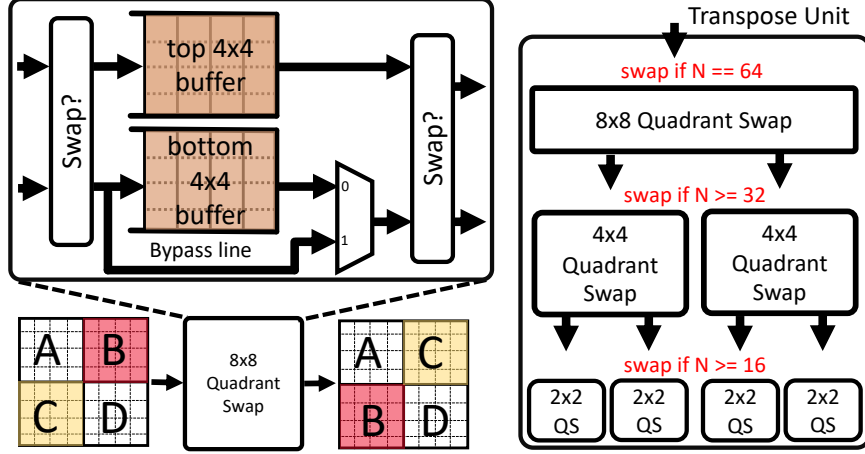 Swap?
top 4x4
buffer
bottom
4x4
buffer
Bypass line
0
1
Swap?
A
B
C
D
8x8
Quadrant
Swap
A
C
B
D
Transpose Unit
swap if N == 64
8x8 Quadrant Swap
swap if N >= 32
4x4
Quadrant
Swap
4x4
Quadrant
Swap
swap if N >= 16
2x2
QS
2x2
QS
2x2
QS
2x2
QS